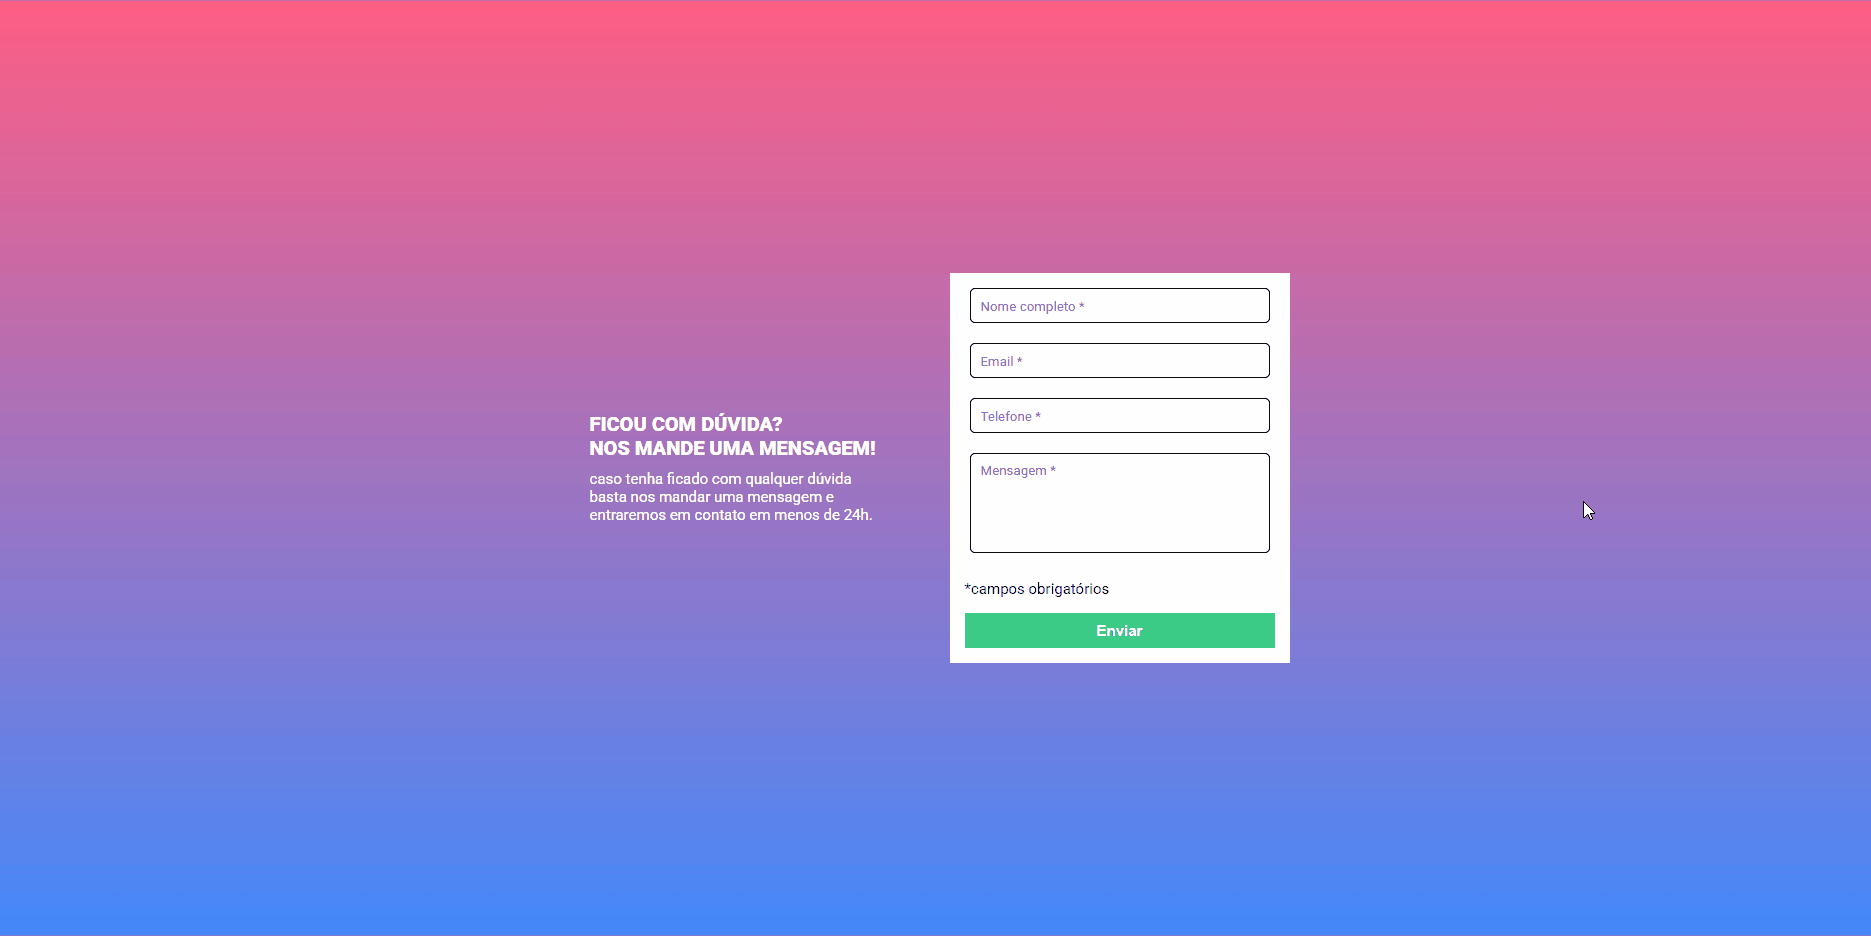 FICOU COM DÚVIDA?
NOS MANDE UMA MENSAGEM!
caso tenha ficado com qualquer dúvida
basta nos mandar uma mensagem e
entraremos em contato em menos de 24h.
Nome completo *
Email *
Telefone *
Mensagem *
*campos obrigatórios
Enviar